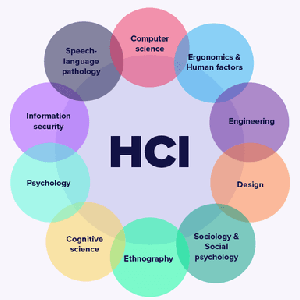 Computer
science
Ergonomics &
Human factors
Engineering
Design
Sociology &
Social
psychology
Ethnography
Cognitive
science
Psychology
Information
security
Speech-
language
pathology
HCI